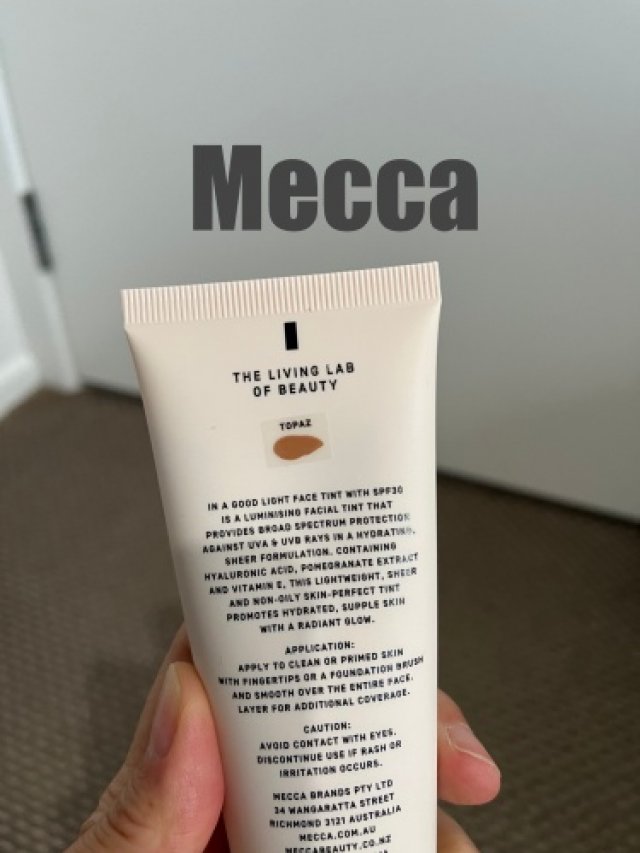 Mecca
THE LIVING LAB
OF BEAUTY
TOPAZ
IN A GOOD LIGHT FACE TINT WITH SPF30
IS A LUMINISING FACIAL TINT THAT
PROVIDES BROAD SPECTRUM PROTECTION
AGAINST UVA & UVB RAYS IN A HYDRATING,
SHEER FORMULATION. CONTAINING
HYALURONIC ACID, POMEGRANATE EXTRACT
AND VITAMIN E, THIS LIGHTWEIGHT, SHEER
AND NON-OILY SKIN-PERFECT TINT
PROMOTES HYDRATED, SUPPLE SKIN
WITH A RADIANT GLOW.
APPLICATION:
APPLY TO CLEAN OR PRIMED SKIN
WITH FINGERTIPS OR A FOUNDATION BRUSH
AND SMOOTH OVER THE ENTIRE FACE.
LAYER FOR ADDITIONAL COVERAGE.
CAUTION:
AVOID CONTACT WITH EYES.
DISCONTINUE USE IF RASH OR
IRRITATION OCCURS.
MECCA BRANDS PTY LTD
34 WANGARATTA STREET
RICHMOND 3121 AUSTRALIA
MECCA.COM.AU
MECCABEAUTY.CO.NZ